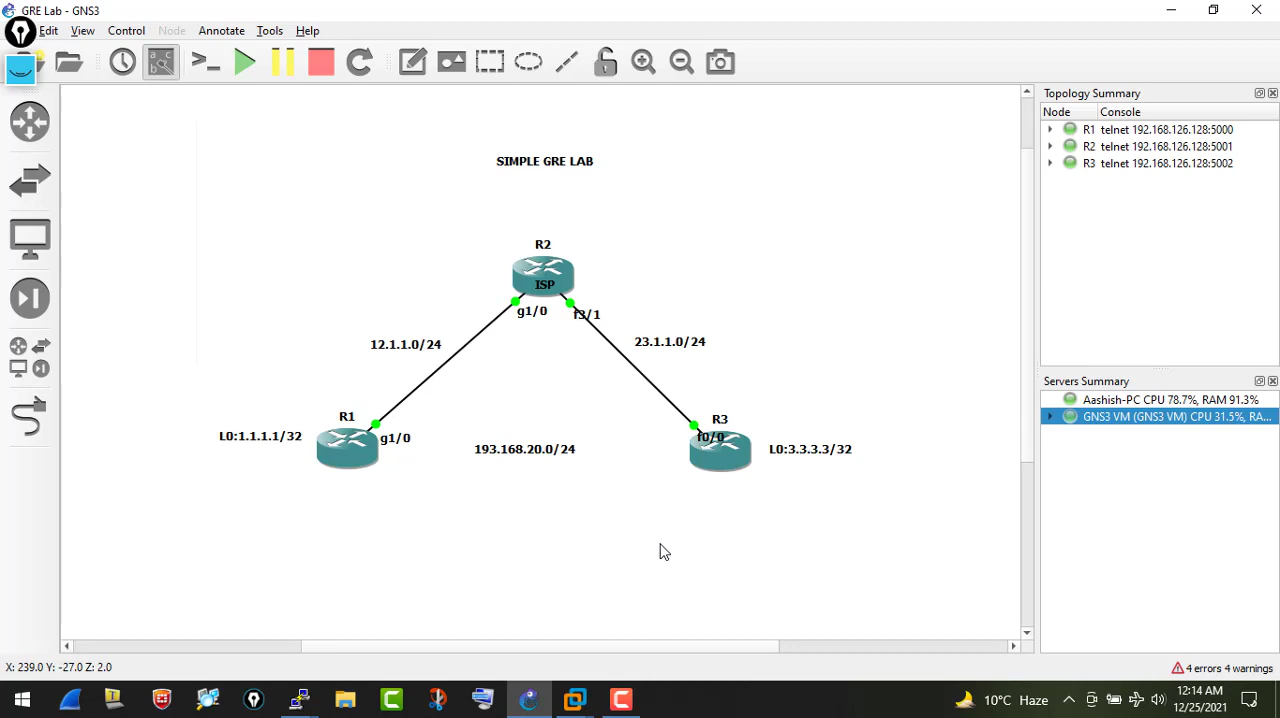 GRE Lab - GNS3
Edit View Control Node Annotate Tools Help
Topology Summary
Node Console
R1 telnet 192.168.126.128:5000
R2 telnet 192.168.126.128:5001
R3 telnet 192.168.126.128:5002
SIMPLE GRE LAB
R2
ISP
g1/0
f3/1
12.1.1.0/24
23.1.1.0/24
R1
R3
L0:1.1.1.1/32
g1/0
f0/0
193.168.20.0/24
L0:3.3.3.3/32
Servers Summary
Aashish-PC CPU 78.7%, RAM 91.3%
GNS3 VM (GNS3 VM) CPU 31.5%, RA...
X: 239.0 Y: -27.0 Z: 2.0
4 errors 4 warnings
10°C Haze
12:14 AM
12/25/2021